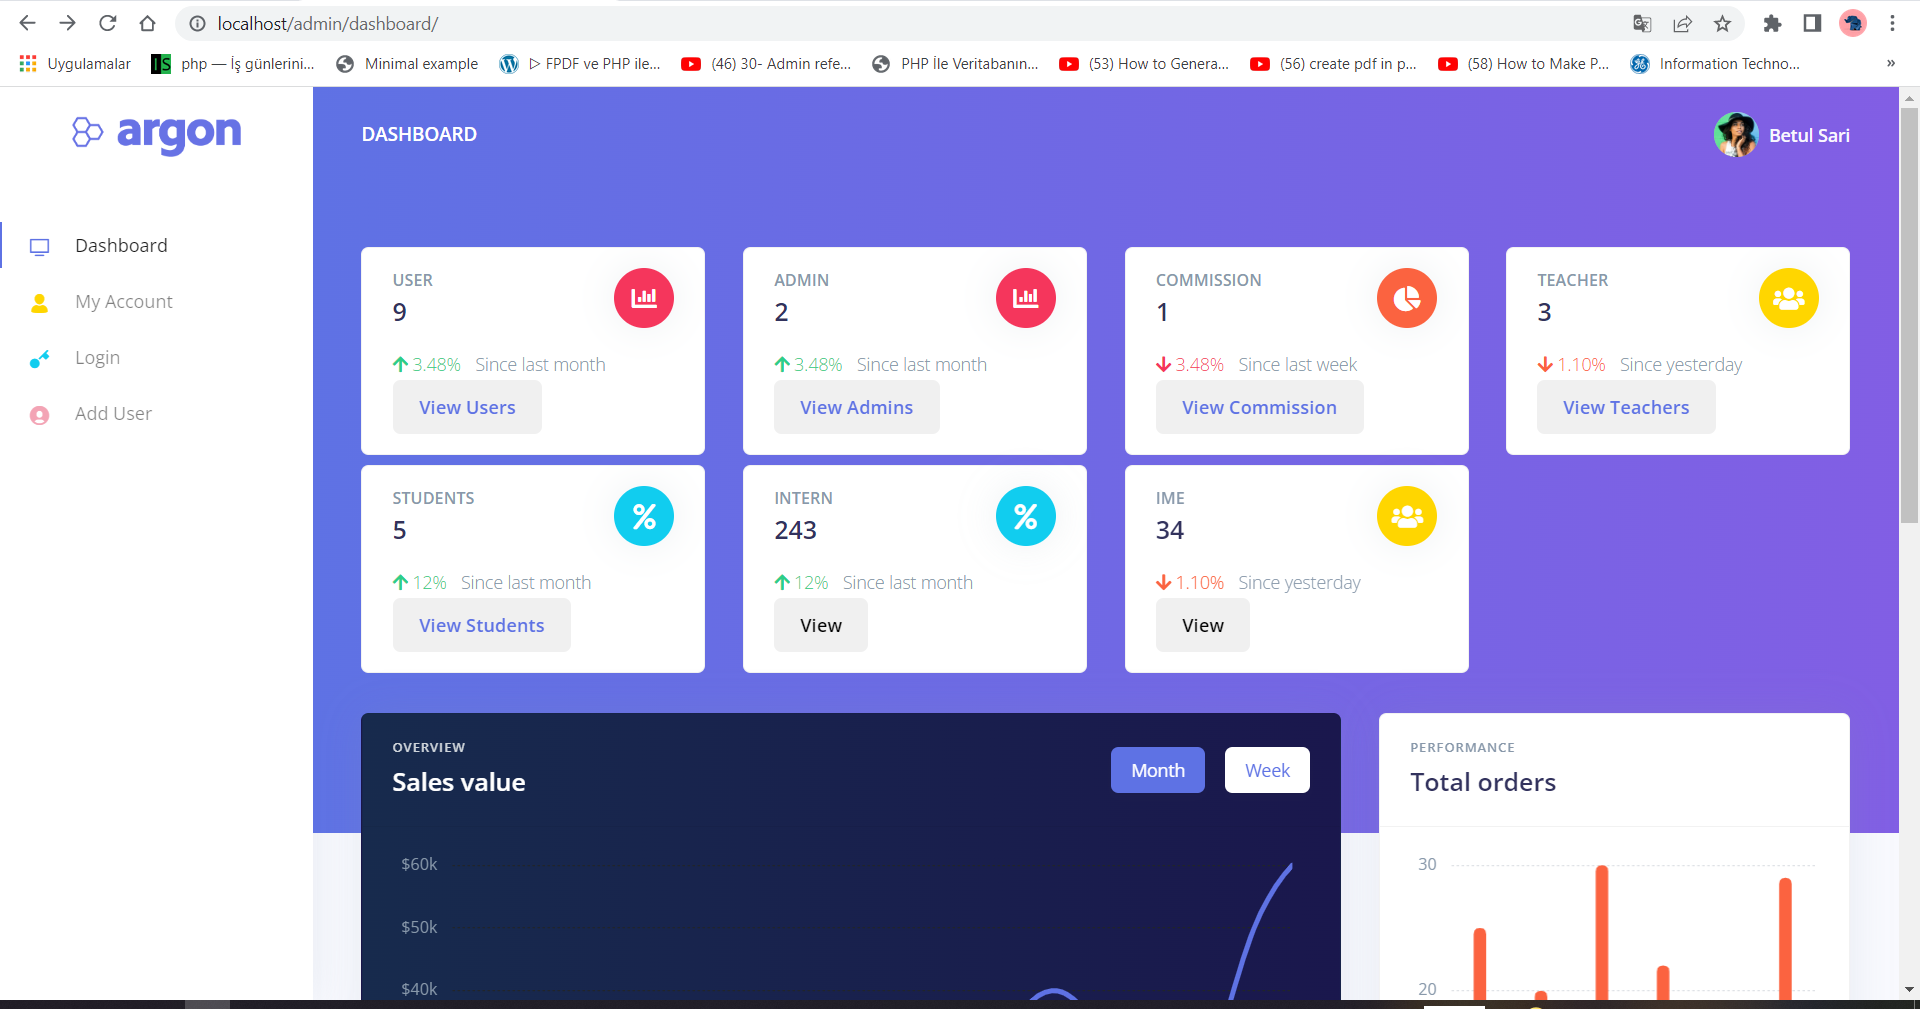 localhost/admin/dashboard/
Uygulamalar
php — İş günlerini...
Minimal example
▷ FPDF ve PHP ile...
(46) 30- Admin refe...
PHP İle Veritabanın...
(53) How to Genera...
(56) create pdf in p...
(58) How to Make P...
Information Techno...
»
argon
DASHBOARD
Betul Sari
Dashboard
My Account
Login
Add User
USER
9
3.48% Since last month
View Users
ADMIN
2
3.48% Since last month
View Admins
COMMISSION
1
3.48% Since last week
View Commission
TEACHER
3
1.10% Since yesterday
View Teachers
STUDENTS
5
12% Since last month
View Students
INTERN
243
12% Since last month
View
IME
34
1.10% Since yesterday
View
OVERVIEW
Sales value
Month
Week
$60k
$50k
$40k
PERFORMANCE
Total orders
30
20